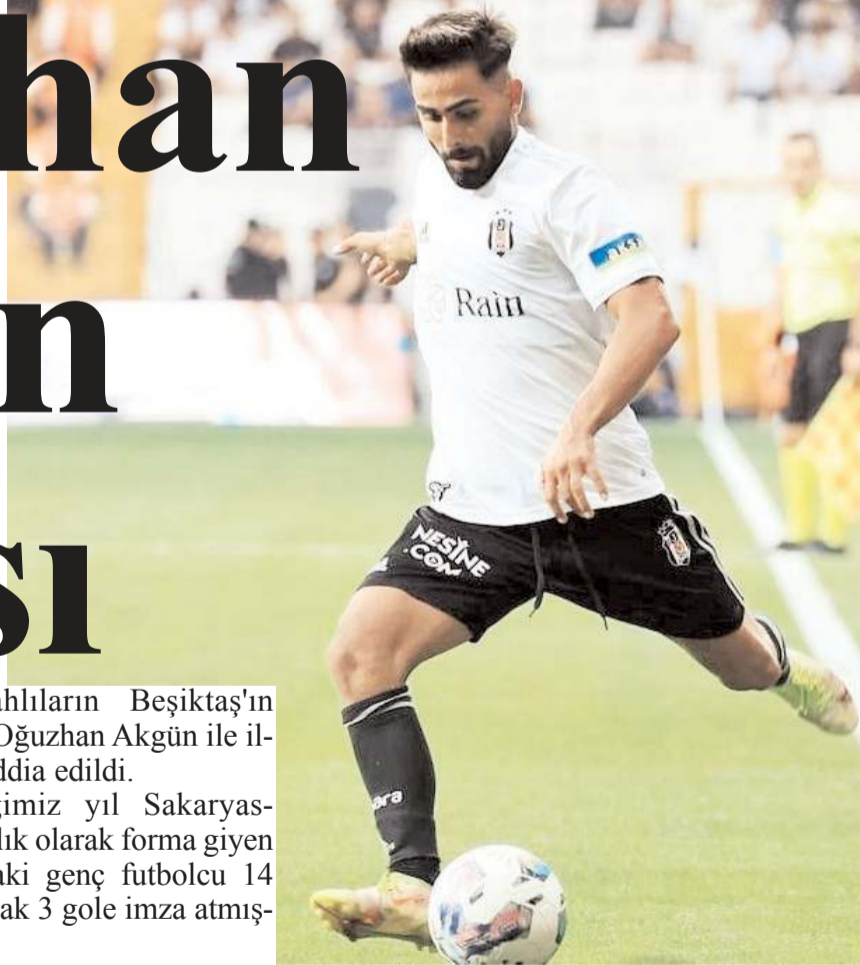 han
n
sı
Rain
NESİNE
.COM
ahlıların Beşiktaş'ın
Oğuzhan Akgün ile il-
ddia edildi.
ğimiz yıl Sakaryas-
lık olarak forma giyen
aki genç futbolcu 14
ak 3 gole imza atmış-